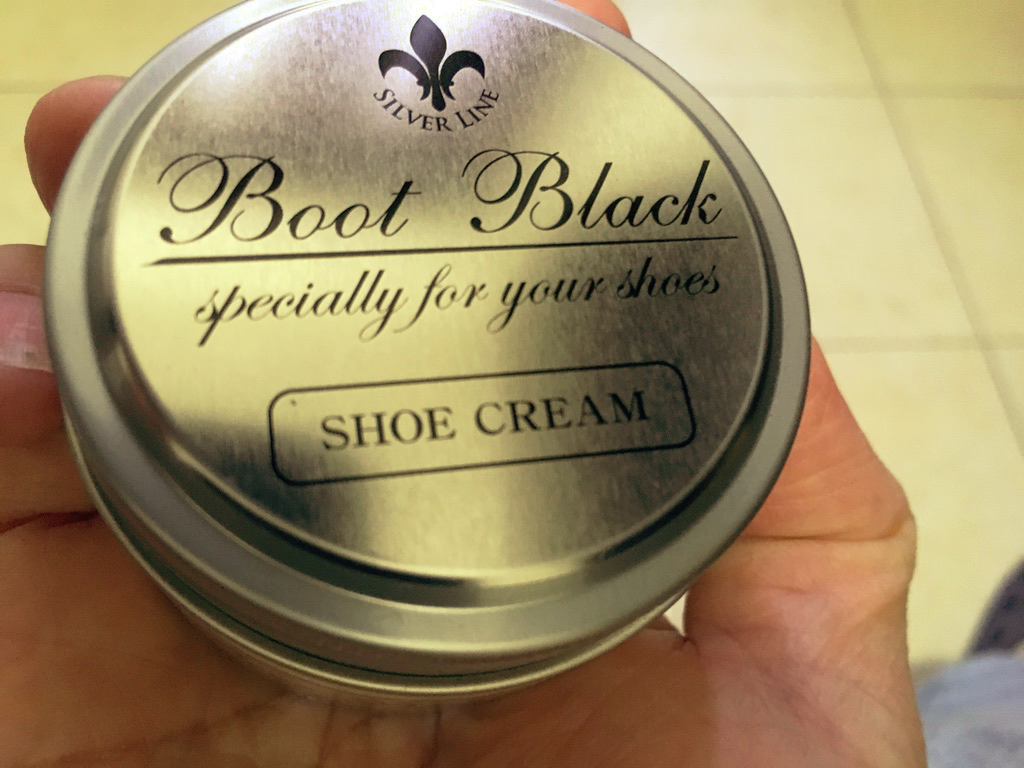 SILVER LINE
Boot Black
specially for your shoes
SHOE CREAM